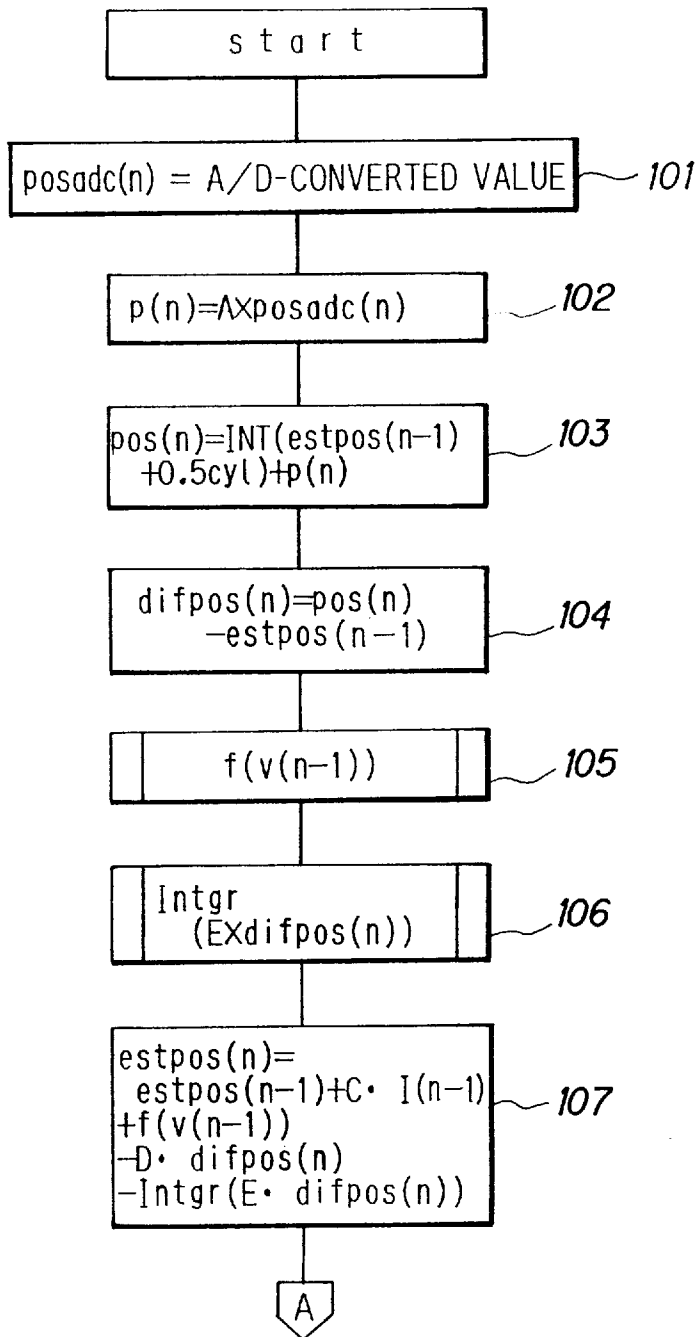 start
posadc(n) = A/D-CONVERTED VALUE
101
p(n)=A×posadc(n)
102
pos(n)=INT(estpos(n-1)
+0.5cyl)+p(n)
103
difpos(n)=pos(n)
-estpos(n-1)
104
f(v(n-1))
105
Intgr
(E×difpos(n))
106
estpos(n)=
estpos(n-1)+C· I(n-1)
+f(v(n-1))
-D· difpos(n)
-Intgr(E· difpos(n))
107
A